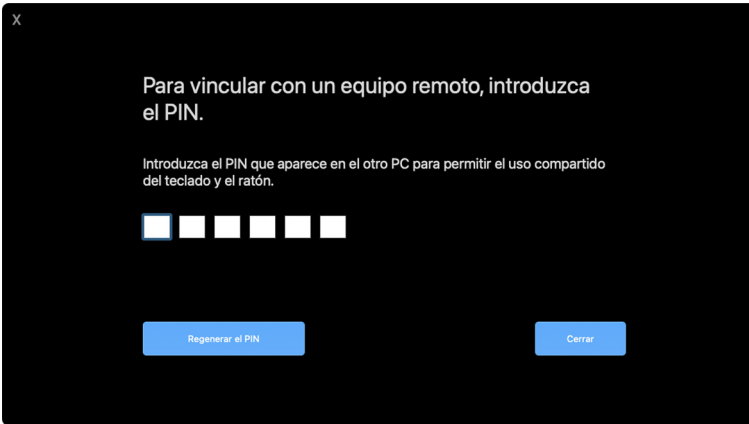 X
Para vincular con un equipo remoto, introduzca
el PIN.
Introduzca el PIN que aparece en el otro PC para permitir el uso compartido
del teclado y el ratón.
Regenerar el PIN
Cerrar